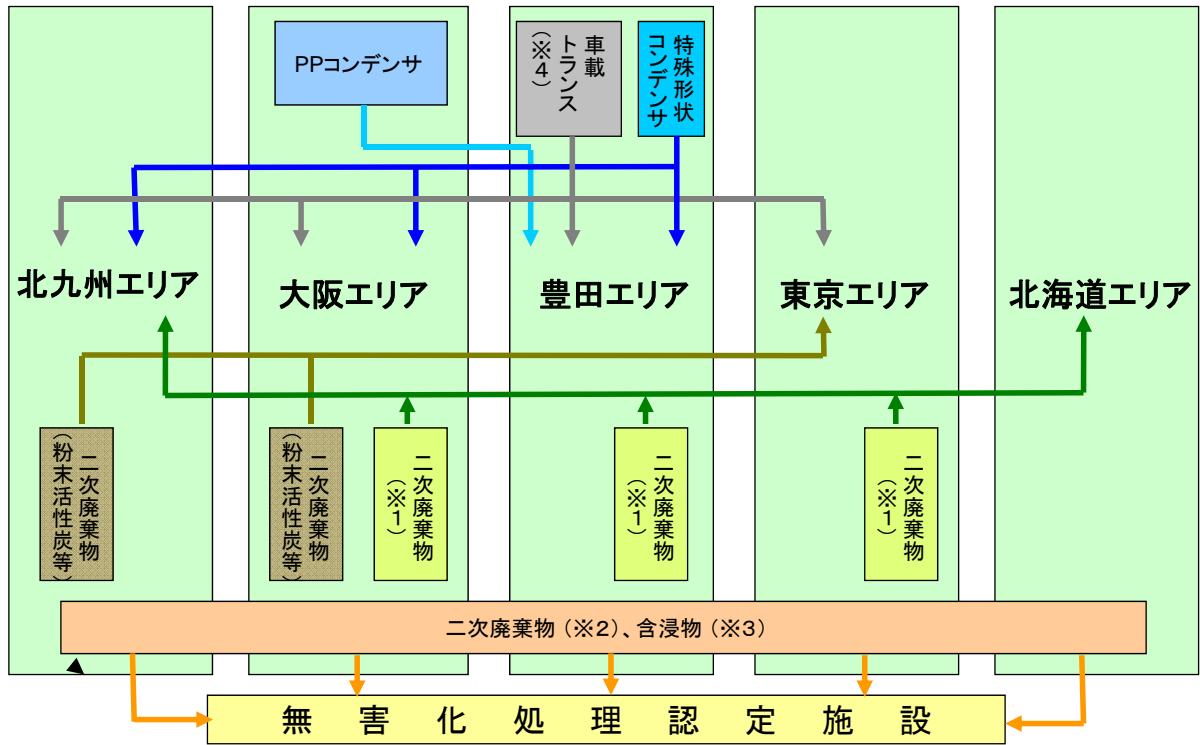 PPコンデンサ
車載
トランス
(※4)
特殊形状
コンデンサ
北九州エリア
大阪エリア
豊田エリア
東京エリア
北海道エリア
二次廃棄物
(粉末活性炭等)
二次廃棄物
(粉末活性炭等)
二次廃棄物
(※1)
二次廃棄物
(※1)
二次廃棄物
(※1)
二次廃棄物(※2)、含浸物(※3)
無害化処理認定施設